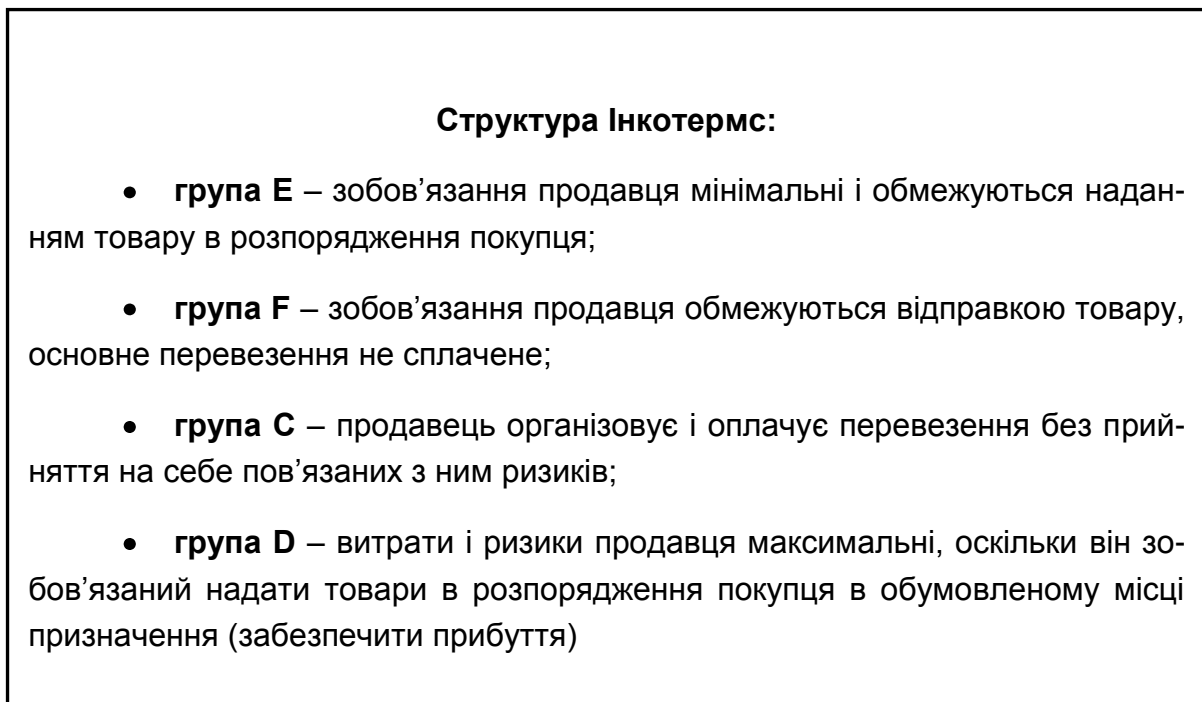 Структура Інкотермс:
• група E – зобов’язання продавця мінімальні і обмежуються надан-
ням товару в розпорядження покупця;
• група F – зобов’язання продавця обмежуються відправкою товару,
основне перевезення не сплачене;
• група C – продавець організовує і оплачує перевезення без прий-
няття на себе пов’язаних з ним ризиків;
• група D – витрати і ризики продавця максимальні, оскільки він зо-
бов’язаний надати товари в розпорядження покупця в обумовленому місці
призначення (забезпечити прибуття)